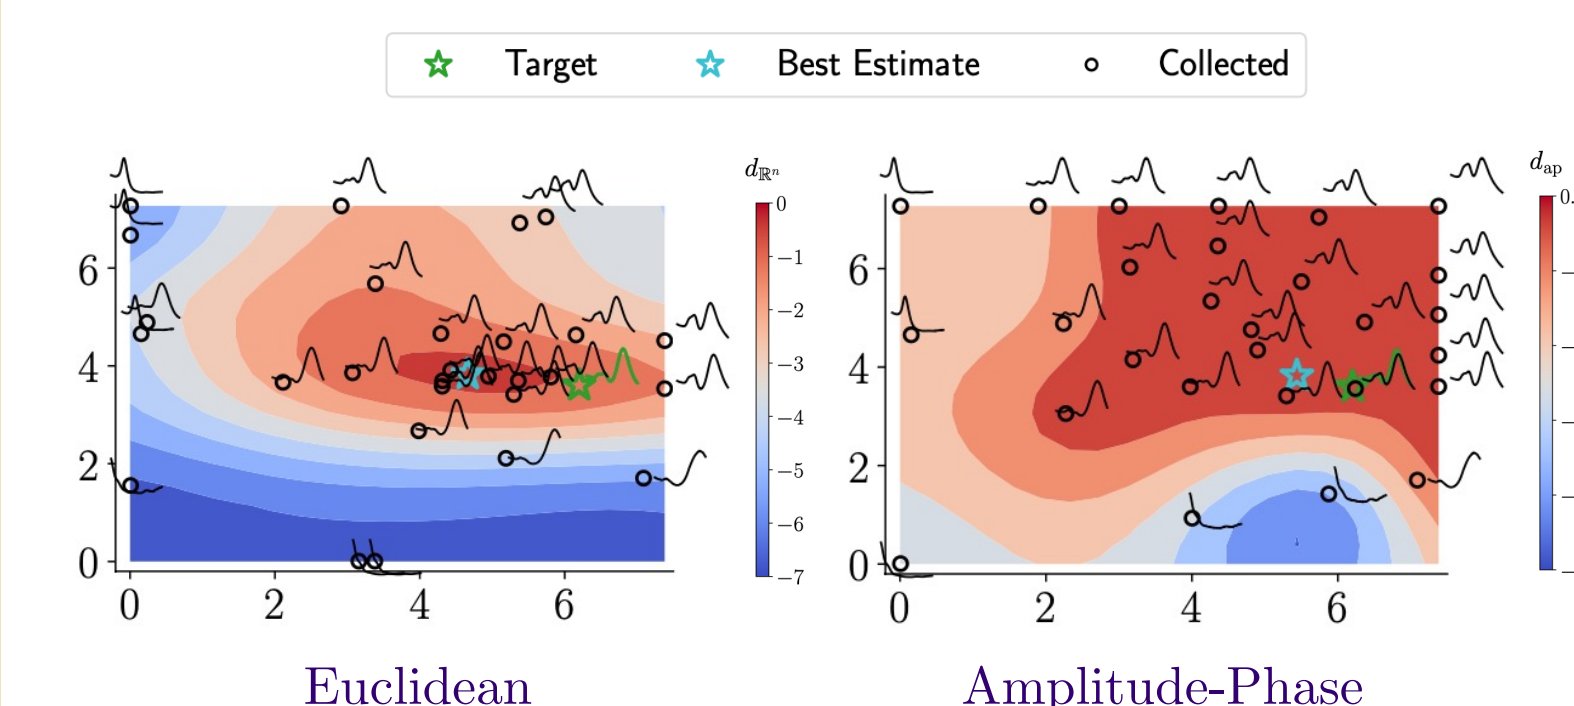 Target Best Estimate Collected
d_ℝⁿ
0
−1
−2
−3
−4
−5
−6
−7
6
4
2
0
0 2 4 6
Euclidean
d_ap
0.
6
4
2
0
0 2 4 6
Amplitude-Phase